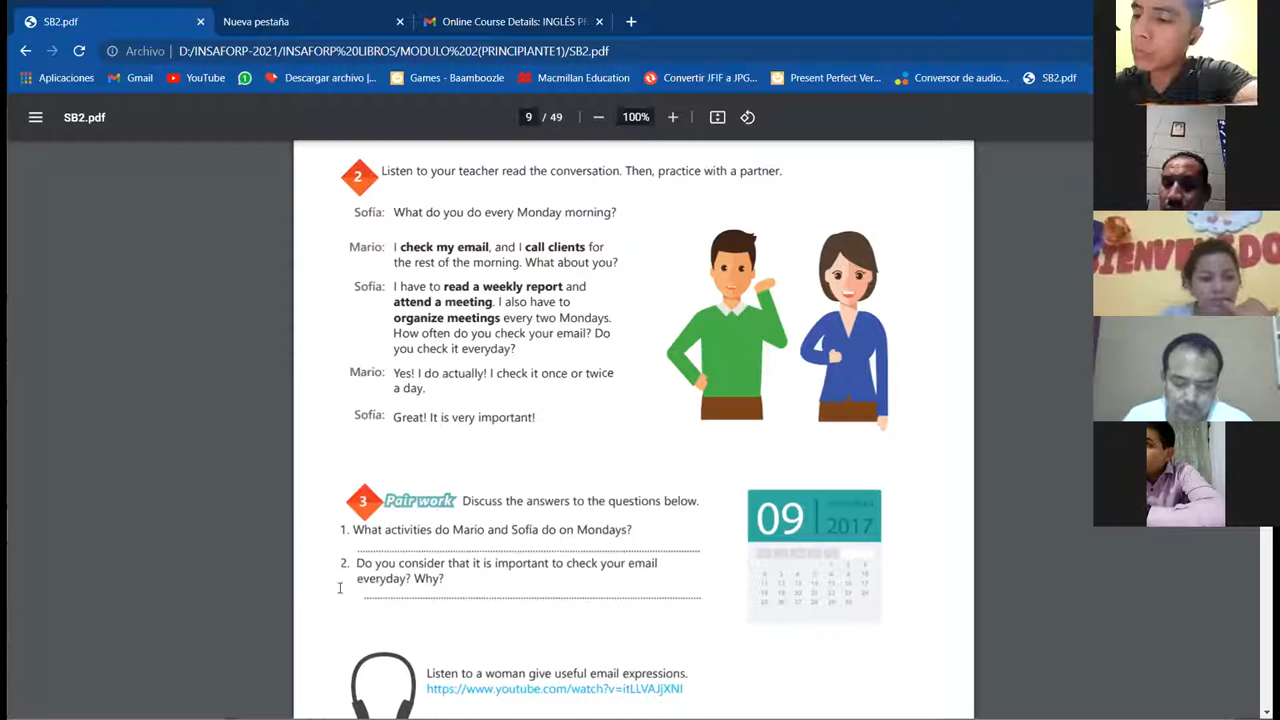 SB2.pdf
Nueva pestaña
Online Course Details: INGLÉS PR
Archivo
D:/INSAFORP-2021/INSAFORP%20LIBROS/MODULO%202(PRINCIPIANTE1)/SB2.pdf
Aplicaciones
Gmail
YouTube
Descargar archivo |...
Games - Baamboozle
Macmillan Education
Convertir JFIF a JPG...
Present Perfect Ver...
Conversor de audio...
SB2.pdf
SB2.pdf
9 / 49
100%
2
Listen to your teacher read the conversation. Then, practice with a partner.
Sofía: What do you do every Monday morning?
Mario: I check my email, and I call clients for
the rest of the morning. What about you?
Sofía: I have to read a weekly report and
attend a meeting. I also have to
organize meetings every two Mondays.
How often do you check your email? Do
you check it everyday?
Mario: Yes! I do actually! I check it once or twice
a day.
Sofía: Great! It is very important!
3
Pair work Discuss the answers to the questions below.
1. What activities do Mario and Sofía do on Mondays?
2. Do you consider that it is important to check your email
everyday? Why?
09
2017
Listen to a woman give useful email expressions.
https://www.youtube.com/watch?v=itLLVAJjXNI